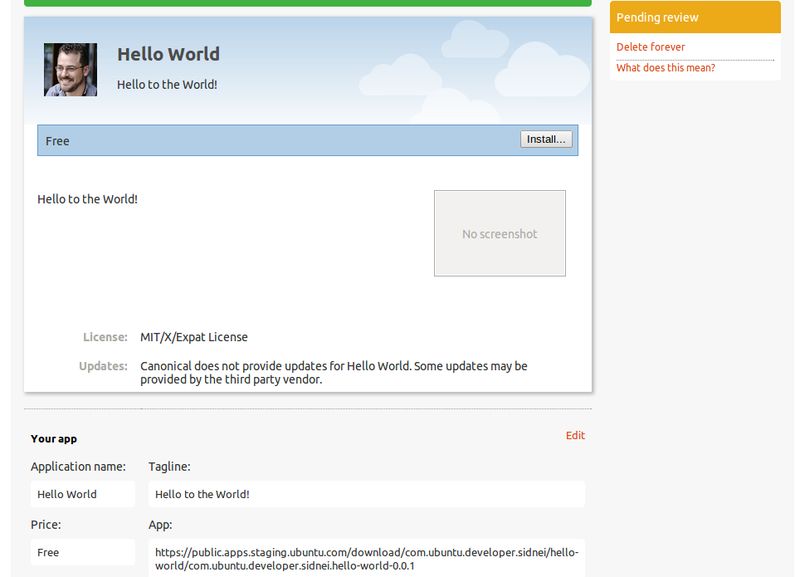 Pending review
Delete forever
What does this mean?
Hello World
Hello to the World!
Free
Install...
Hello to the World!
No screenshot
License: MIT/X/Expat License
Updates: Canonical does not provide updates for Hello World. Some updates may be
provided by the third party vendor.
Your app
Edit
Application name: Tagline:
Hello World Hello to the World!
Price: App:
Free https://public.apps.staging.ubuntu.com/download/com.ubuntu.developer.sidnei/hello-
world/com.ubuntu.developer.sidnei.hello-world-0.0.1